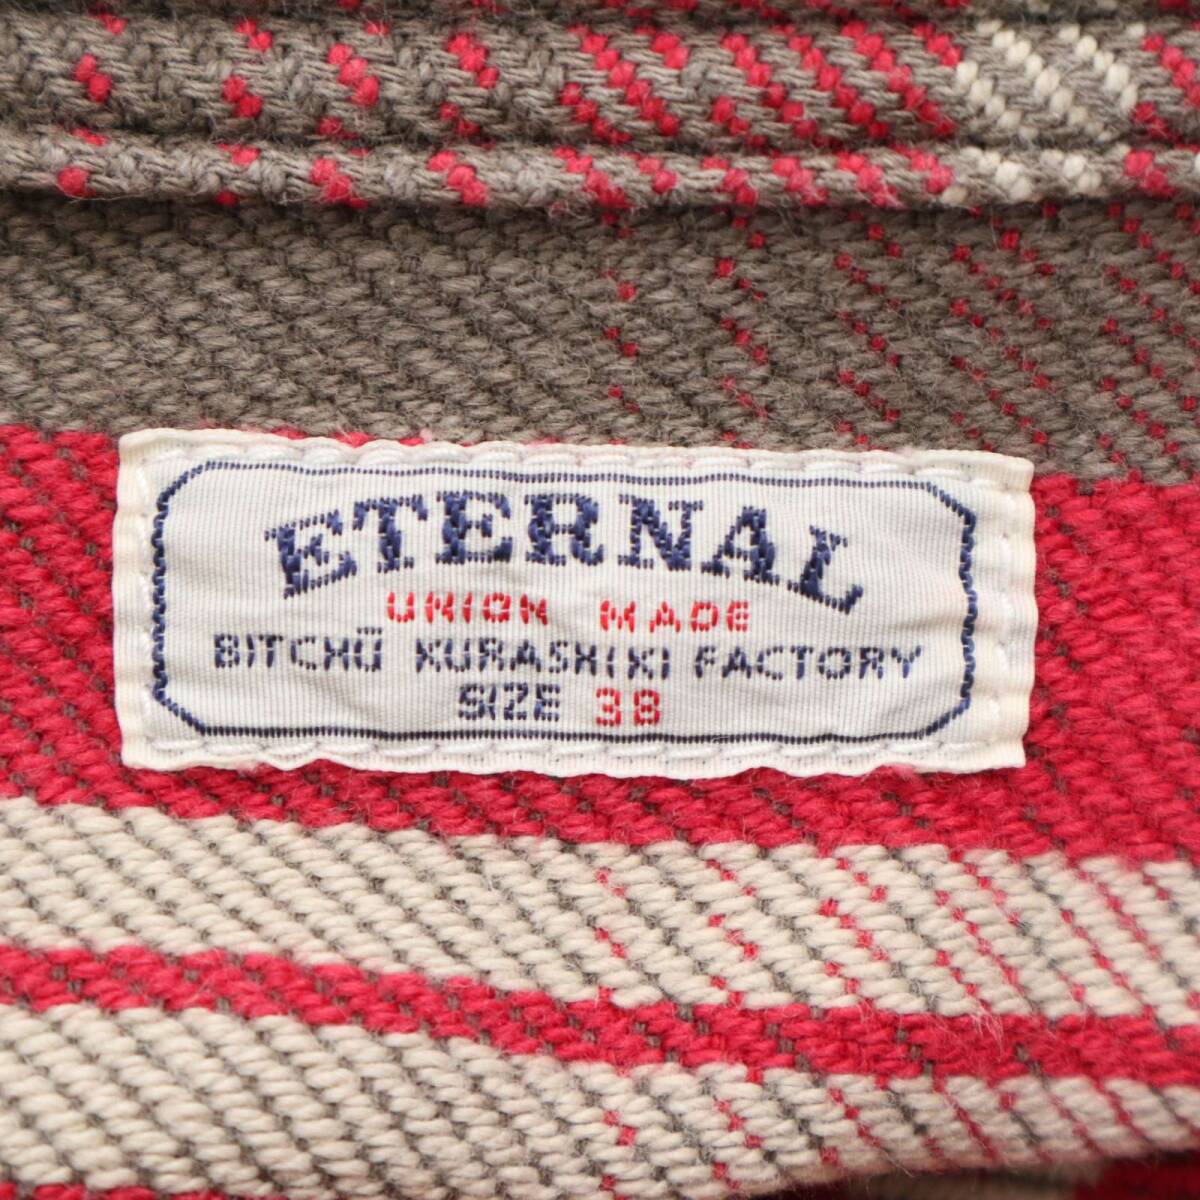 ETERNAL
UNION MADE
BITCHŪ KURASHIKI FACTORY
SIZE 38